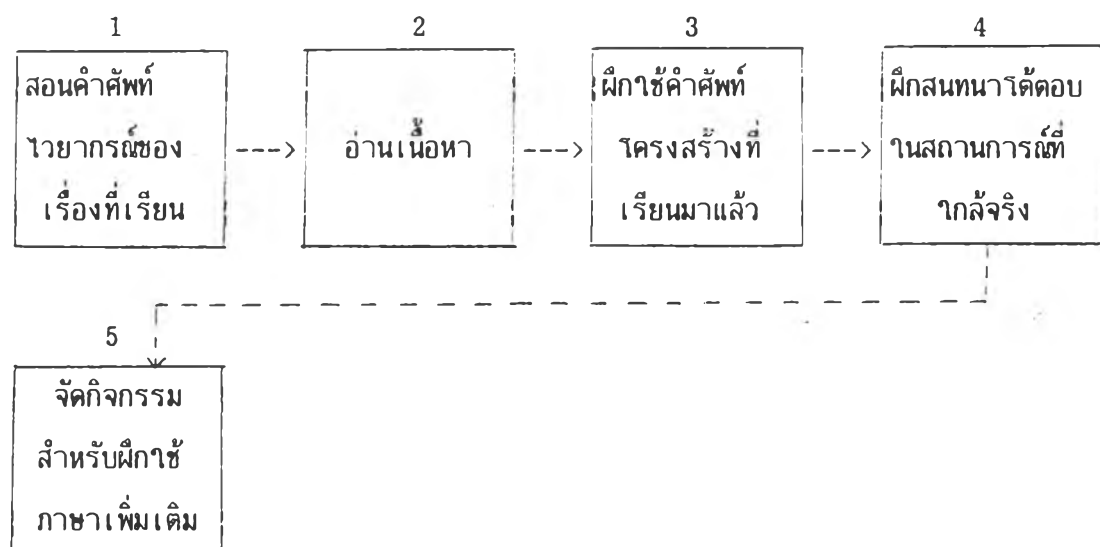 1
สอนคำศัพท์
ไวยากรณ์ของ
เรื่องที่เรียน
--->
2
อ่านเนื้อหา
--->
3
ฝึกใช้คำศัพท์
โครงสร้างที่
เรียนมาแล้ว
--->
4
ฝึกสนทนาโต้ตอบ
ในสถานการณ์ที่
ใกล้จริง
5
จัดกิจกรรม
สำหรับฝึกใช้
ภาษาเพิ่มเติม